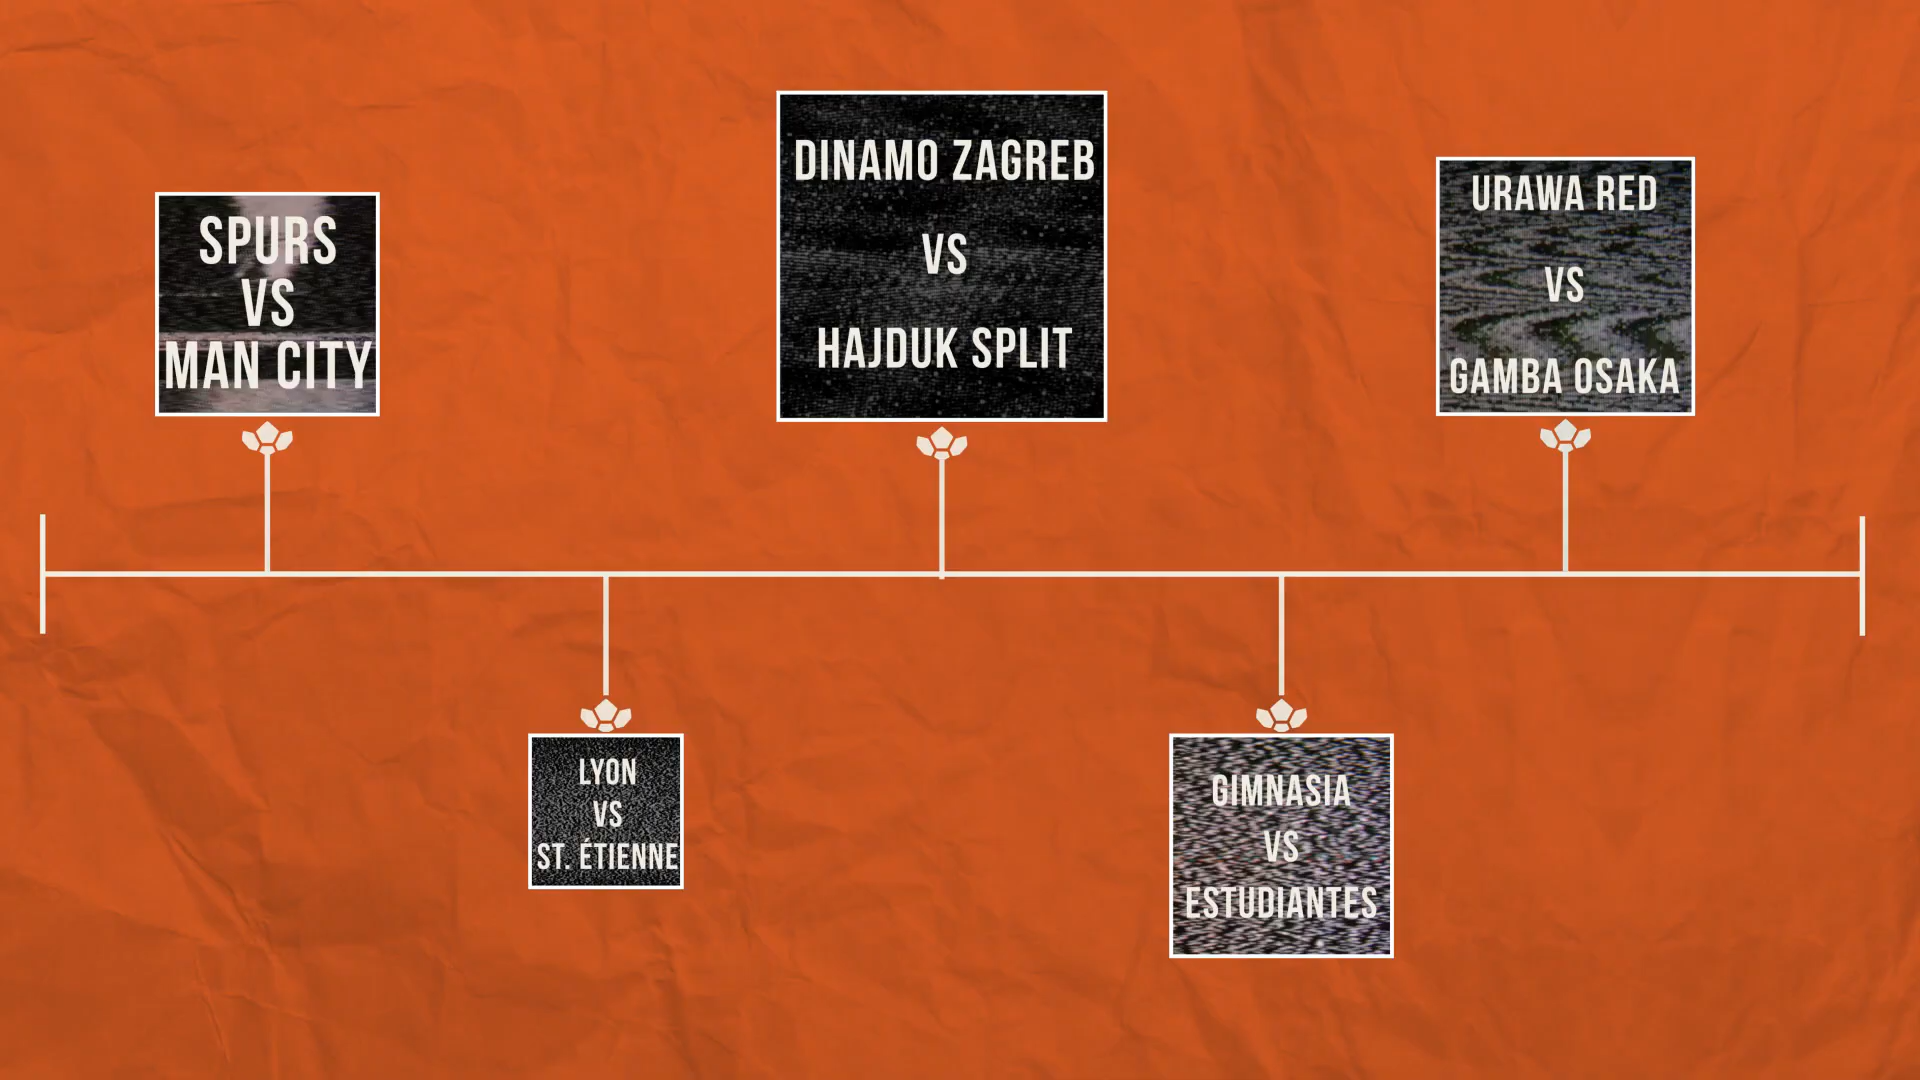 SPURS
VS
MAN CITY
LYON
VS
ST. ÉTIENNE
DINAMO ZAGREB
VS
HAJDUK SPLIT
GIMNASIA
VS
ESTUDIANTES
URAWA RED
VS
GAMBA OSAKA